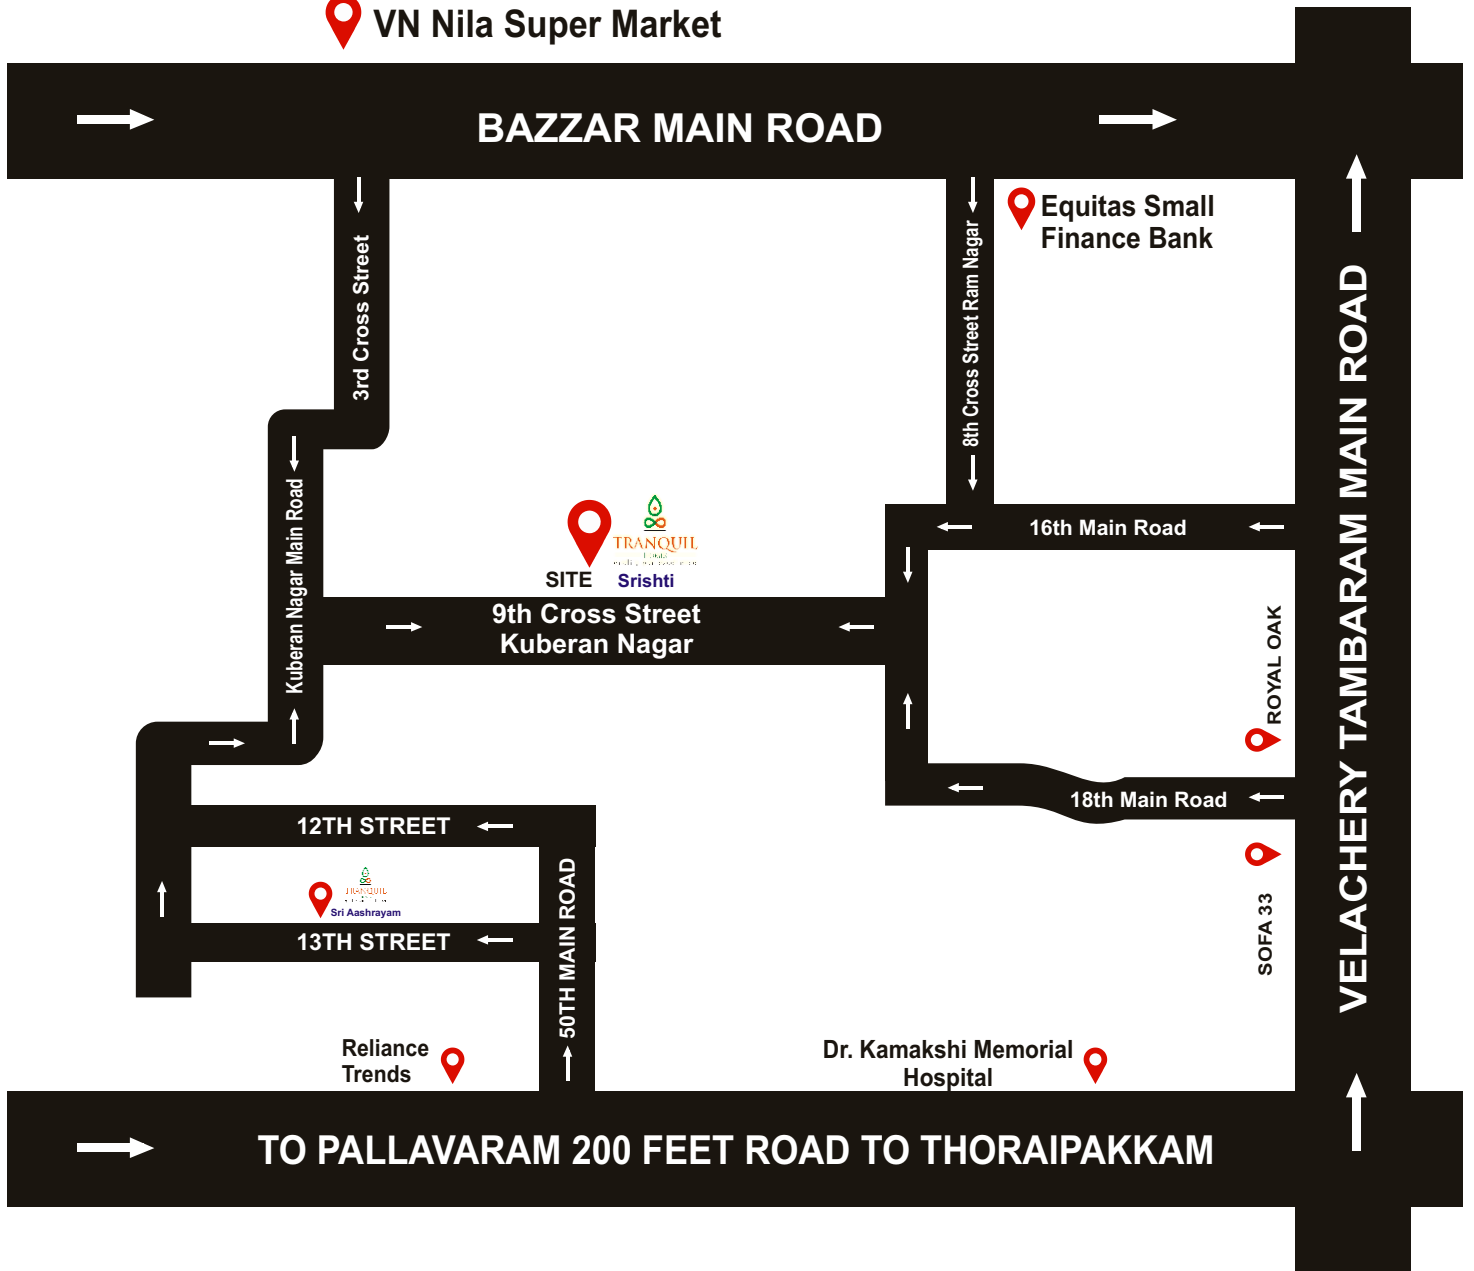 VN Nila Super Market
BAZZAR MAIN ROAD
Equitas Small
Finance Bank
3rd Cross Street
8th Cross Street Ram Nagar
VELACHERY TAMBARAM MAIN ROAD
Kuberan Nagar Main Road
16th Main Road
TRANQUIL
SITE
Srishti
9th Cross Street
Kuberan Nagar
ROYAL OAK
18th Main Road
12TH STREET
50TH MAIN ROAD
TRANQUIL
Sri Aashrayam
SOFA 33
13TH STREET
Reliance
Trends
Dr. Kamakshi Memorial
Hospital
TO PALLAVARAM 200 FEET ROAD TO THORAIPAKKAM